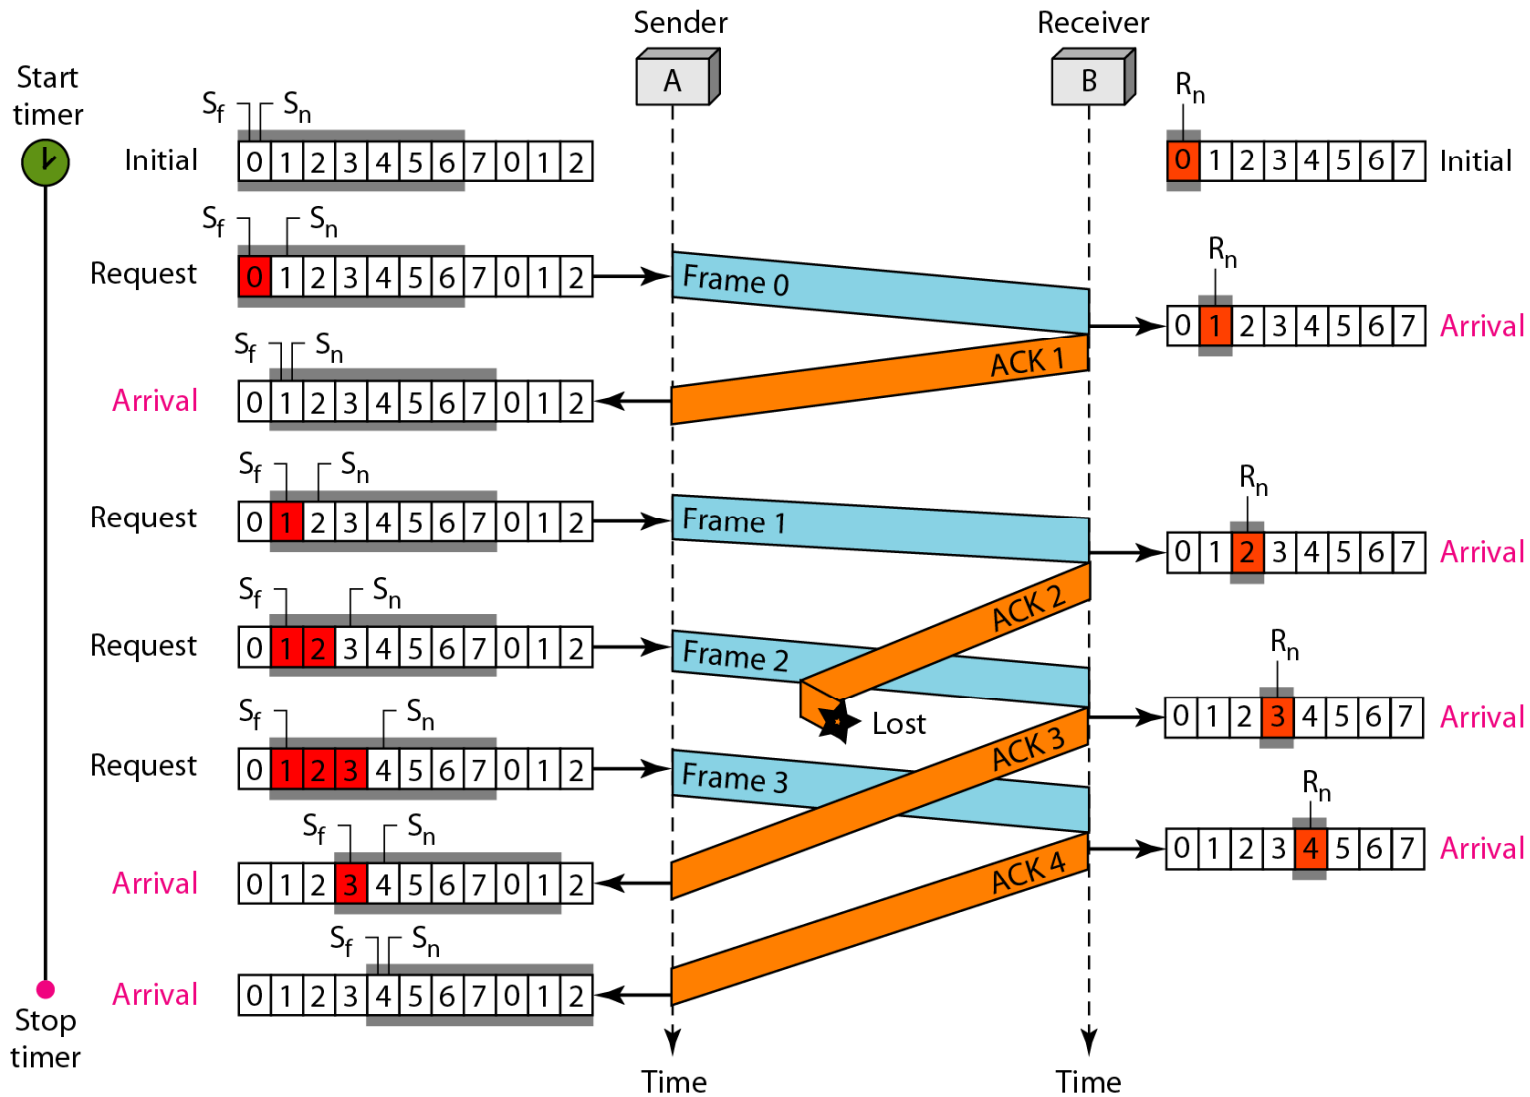 Sender
Receiver
Start
timer
A
B
Rn
Sf
Sn
Initial
0 1 2 3 4 5 6 7 0 1 2
0 1 2 3 4 5 6 7
Initial
Sf
Sn
Request
0 1 2 3 4 5 6 7 0 1 2
Frame 0
Rn
0 1 2 3 4 5 6 7
Arrival
Sf
Sn
ACK 1
Arrival
0 1 2 3 4 5 6 7 0 1 2
Sf
Sn
Request
0 1 2 3 4 5 6 7 0 1 2
Frame 1
Rn
0 1 2 3 4 5 6 7
Arrival
Sf
Sn
ACK 2
Request
0 1 2 3 4 5 6 7 0 1 2
Frame 2
Rn
Lost
0 1 2 3 4 5 6 7
Arrival
Sf
Sn
ACK 3
Request
0 1 2 3 4 5 6 7 0 1 2
Frame 3
Rn
0 1 2 3 4 5 6 7
Arrival
Sf
Sn
ACK 4
Arrival
0 1 2 3 4 5 6 7 0 1 2
Sf
Sn
Arrival
0 1 2 3 4 5 6 7 0 1 2
Stop
timer
Time
Time